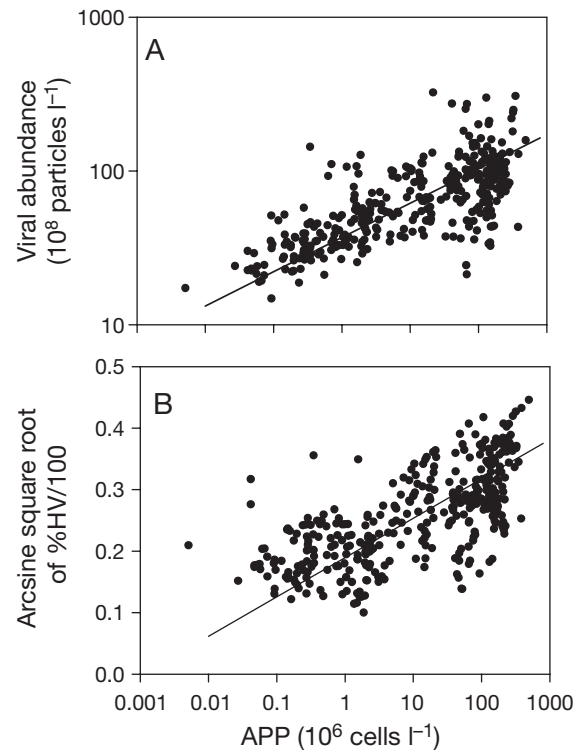 1000
A
Viral abundance
(10⁸ particles l⁻¹)
100
10
0.5
B
0.4
Arcsine square root
of %HV/100
0.3
0.2
0.1
0.0
0.001 0.01 0.1 1 10 100 1000
APP (10⁶ cells l⁻¹)